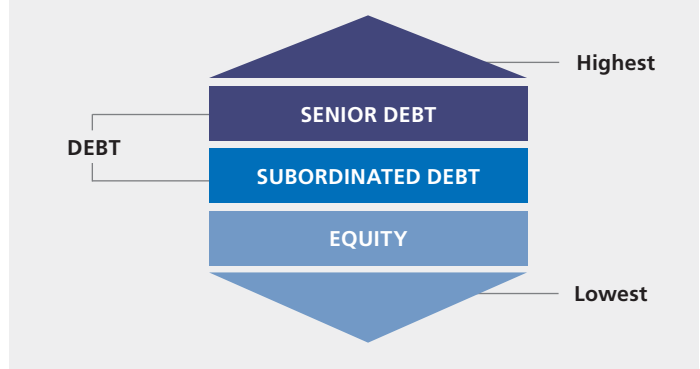 Highest
SENIOR DEBT
DEBT
SUBORDINATED DEBT
EQUITY
Lowest